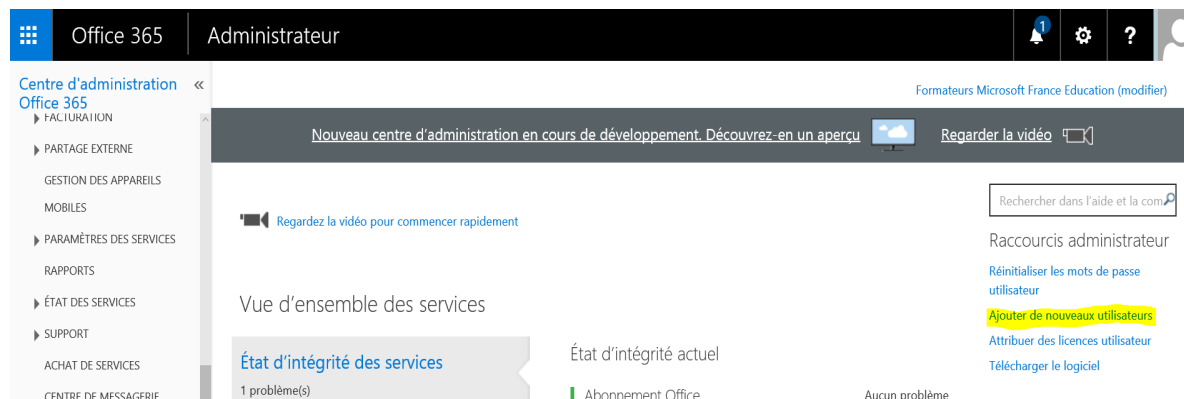 Office 365
Administrateur
1
?
Centre d'administration «
Office 365
FACTURATION
PARTAGE EXTERNE
GESTION DES APPAREILS
MOBILES
PARAMÈTRES DES SERVICES
RAPPORTS
ÉTAT DES SERVICES
SUPPORT
ACHAT DE SERVICES
CENTRE DE MESSAGERIE
Formateurs Microsoft France Education (modifier)
Nouveau centre d'administration en cours de développement. Découvrez-en un aperçu
Regarder la vidéo
Regardez la vidéo pour commencer rapidement
Vue d’ensemble des services
État d’intégrité des services
1 problème(s)
État d’intégrité actuel
Abonnement Office
Aucun problème
Rechercher dans l'aide et la com
Raccourcis administrateur
Réinitialiser les mots de passe
utilisateur
Ajouter de nouveaux utilisateurs
Attribuer des licences utilisateur
Télécharger le logiciel